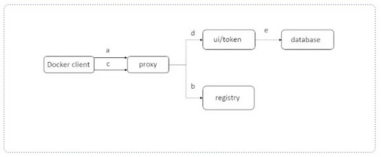 d
ui/token
e
database
a
Docker client
c
proxy
b
registry